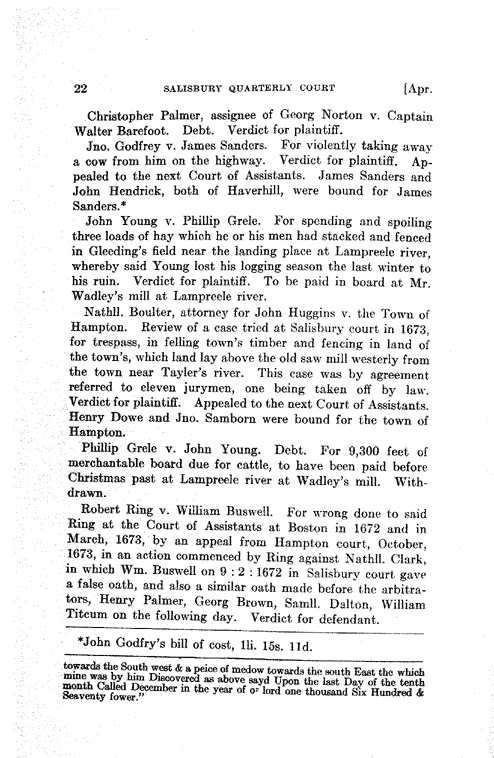 22 SALISBURY QUARTERLY COURT [Apr.
Christopher Palmer, assignee of Georg Norton v. Captain
Walter Barefoot. Debt. Verdict for plaintiff.
Jno. Godfrey v. James Sanders. For violently taking away
a cow from him on the highway. Verdict for plaintiff. Ap-
pealed to the next Court of Assistants. James Sanders and
John Hendrick, both of Haverhill, were bound for James
Sanders.*
John Young v. Phillip Grele. For spending and spoiling
three loads of hay which he or his men had stacked and fenced
in Gleeding's field near the landing place at Lampreele river,
whereby said Young lost his logging season the last winter to
his ruin. Verdict for plaintiff. To be paid in board at Mr.
Wadley's mill at Lampreele river.
Nathll. Boulter, attorney for John Huggins v. the Town of
Hampton. Review of a case tried at Salisbury court in 1673,
for trespass, in felling town's timber and fencing in land of
the town's, which land lay above the old saw mill westerly from
the town near Tayler's river. This case was by agreement
referred to eleven jurymen, one being taken off by law.
Verdict for plaintiff. Appealed to the next Court of Assistants.
Henry Dowe and Jno. Samborn were bound for the town of
Hampton.
Phillip Grele v. John Young. Debt. For 9,300 feet of
merchantable board due for cattle, to have been paid before
Christmas past at Lampreele river at Wadley's mill. With-
drawn.
Robert Ring v. William Buswell. For wrong done to said
Ring at the Court of Assistants at Boston in 1672 and in
March, 1673, by an appeal from Hampton court, October,
1673, in an action commenced by Ring against Nathll. Clark,
in which Wm. Buswell on 9 : 2 : 1672 in Salisbury court gave
a false oath, and also a similar oath made before the arbitra-
tors, Henry Palmer, Georg Brown, Samll. Dalton, William
Titcum on the following day. Verdict for defendant.
*John Godfry's bill of cost, 1li. 15s. 11d.
towards the South west & a peice of medow towards the south East the which
mine was by him Discovered as above sayd Upon the last Day of the tenth
month Called December in the year of or lord one thousand Six Hundred &
Seaventy fower."